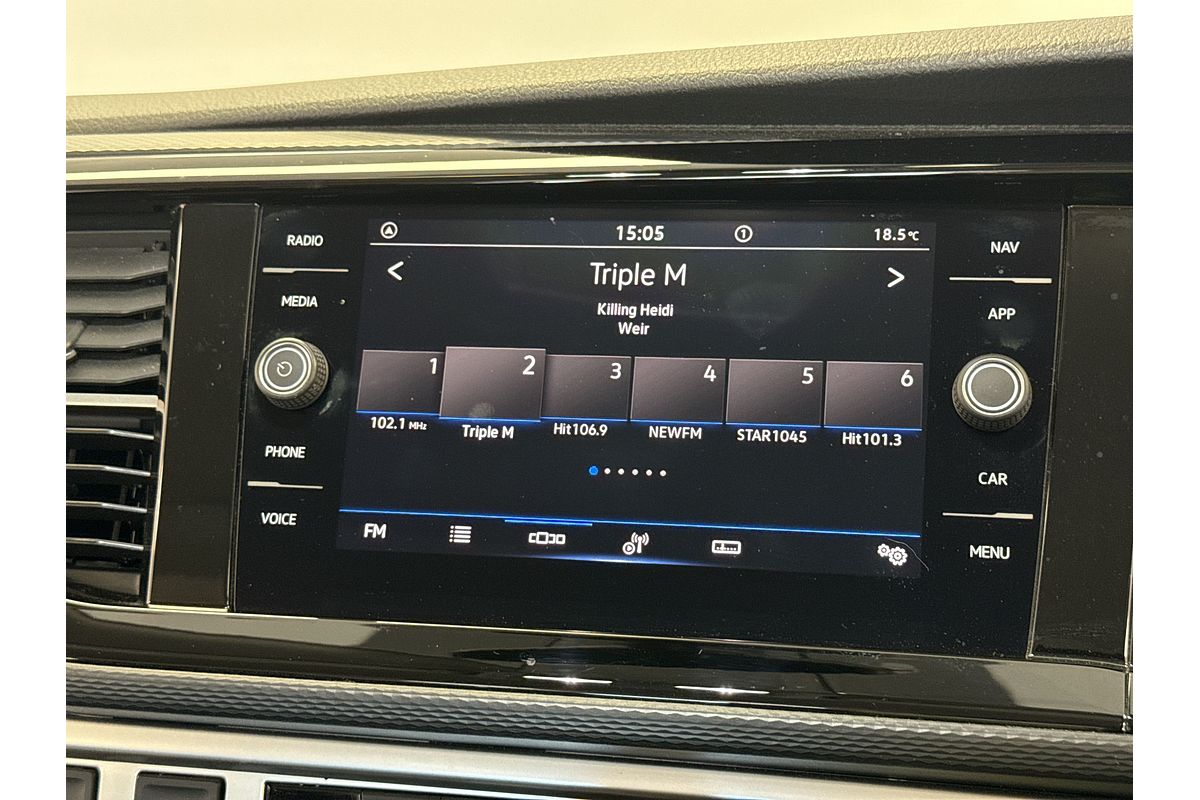 RADIO
MEDIA
PHONE
VOICE
15:05
1
18.5°C
Triple M
Killing Heidi
Weir
1 2 3 4 5 6
102.1 MHz Triple M Hit106.9 NEWFM STAR1045 Hit101.3
FM
NAV
APP
CAR
MENU